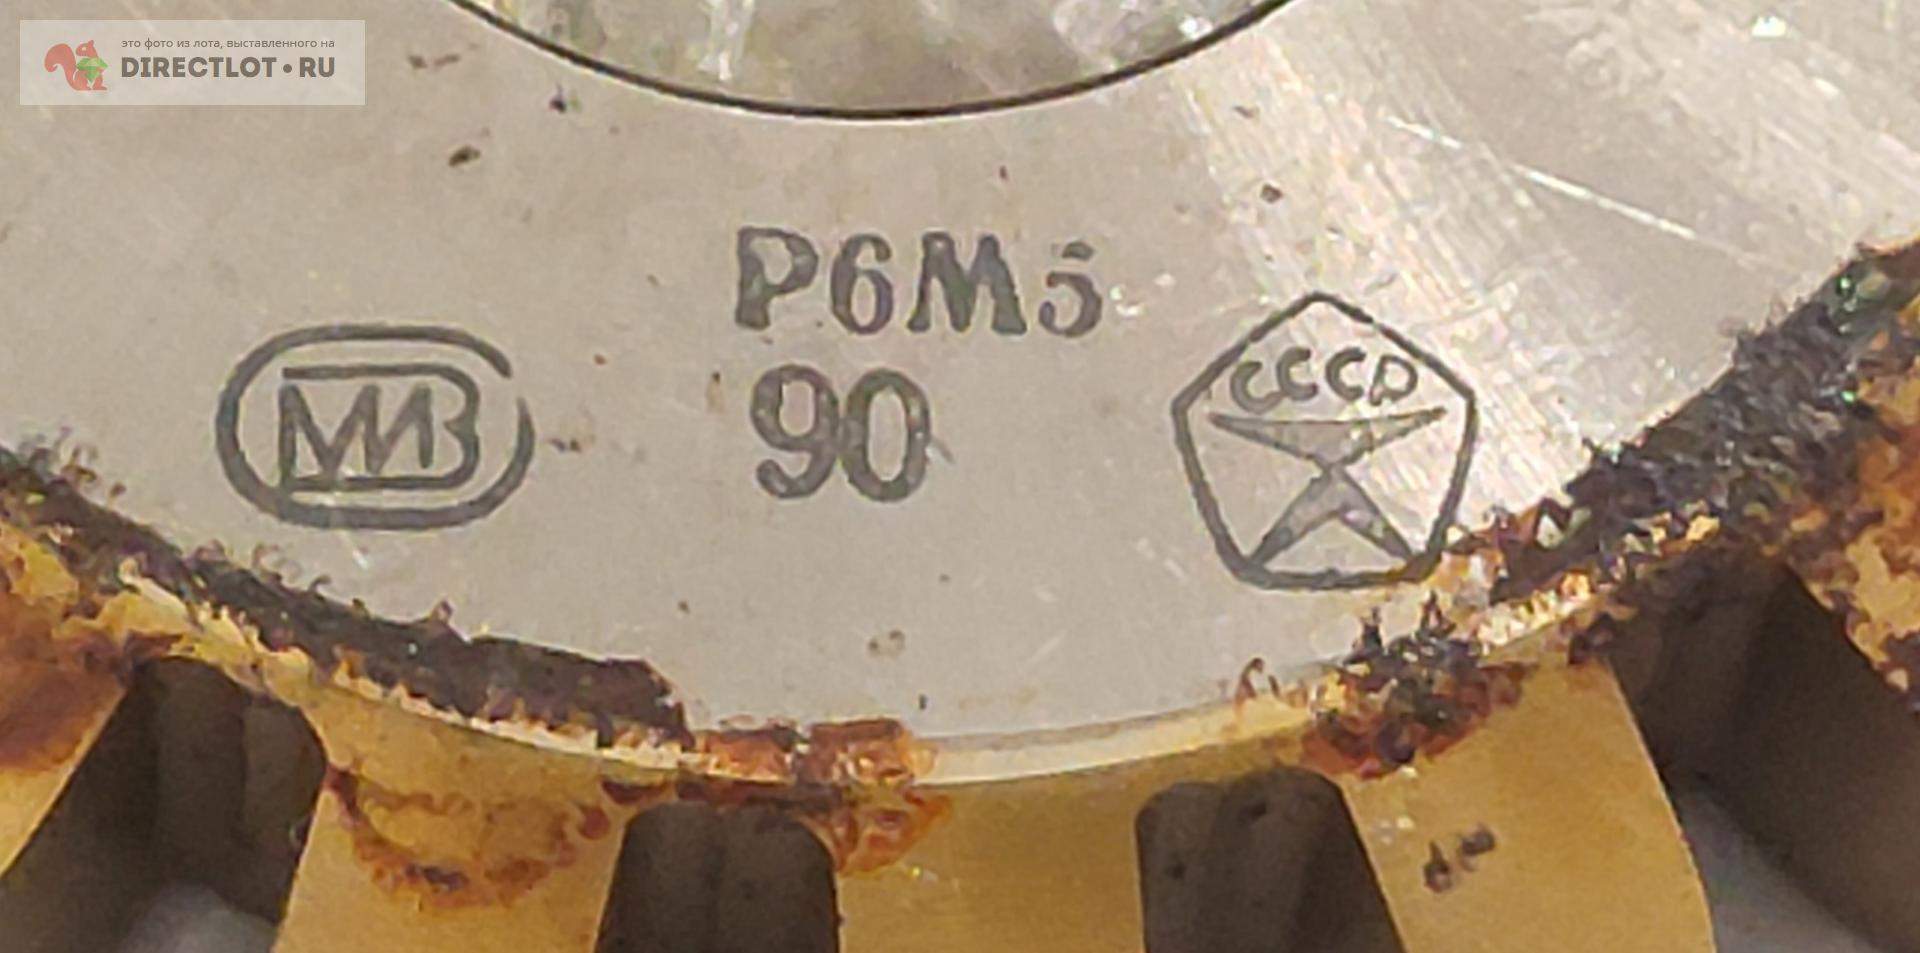 это фото из лота, выставленного на
DIRECTLOT•RU
Р6М5
90
МИЗ
СССР